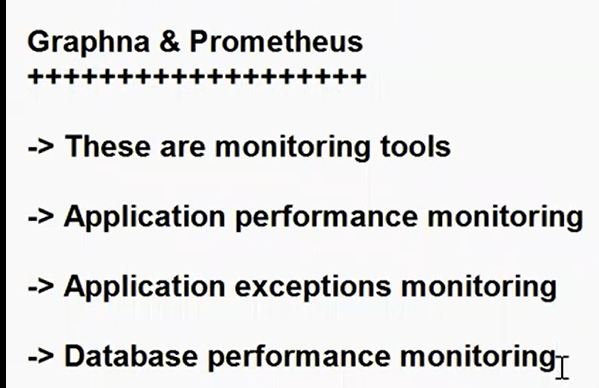 Graphna & Prometheus
++++++++++++++++++++
-> These are monitoring tools
-> Application performance monitoring
-> Application exceptions monitoring
-> Database performance monitoring